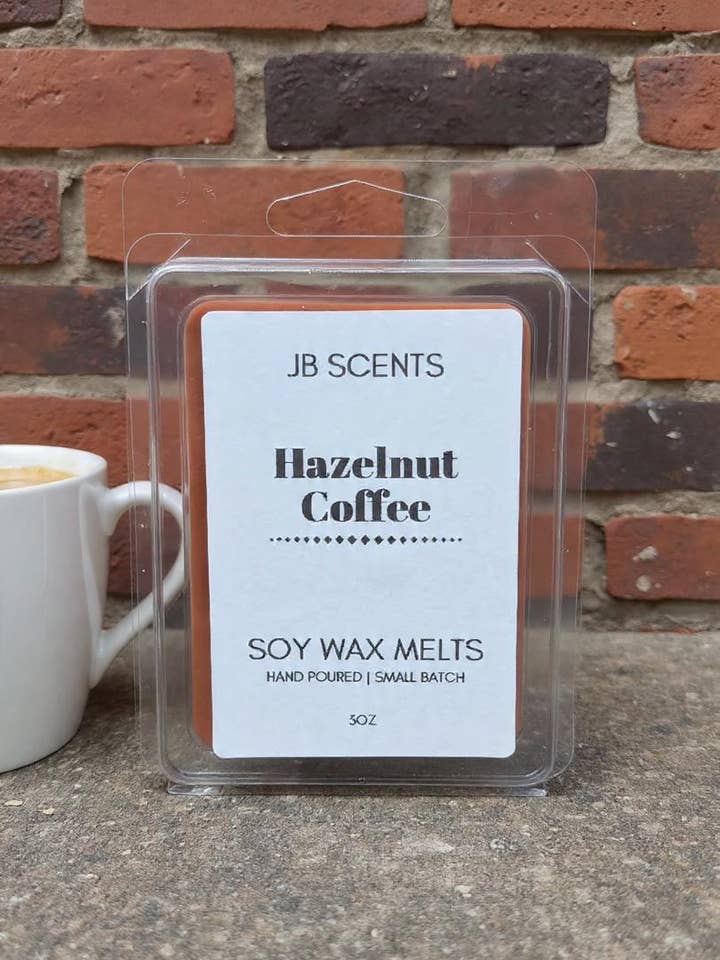 JB SCENTS
Hazelnut
Coffee
SOY WAX MELTS
HAND POURED | SMALL BATCH
3OZ